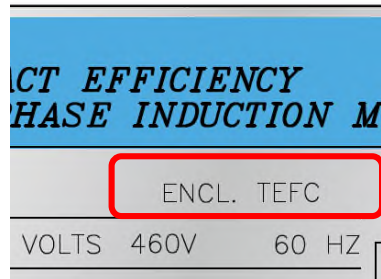 ACT EFFICIENCY
HASE INDUCTION M
ENCL. TEFC
VOLTS 460V 60 HZ